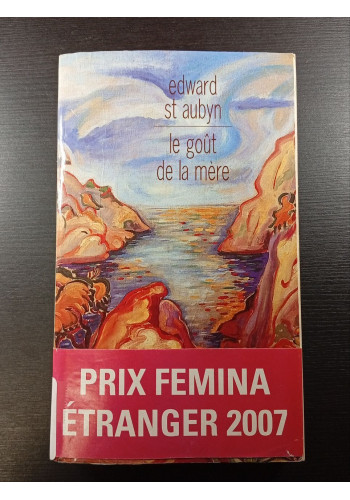 edward
st aubyn
le goût
de la mère
PRIX FEMINA
ÉTRANGER 2007